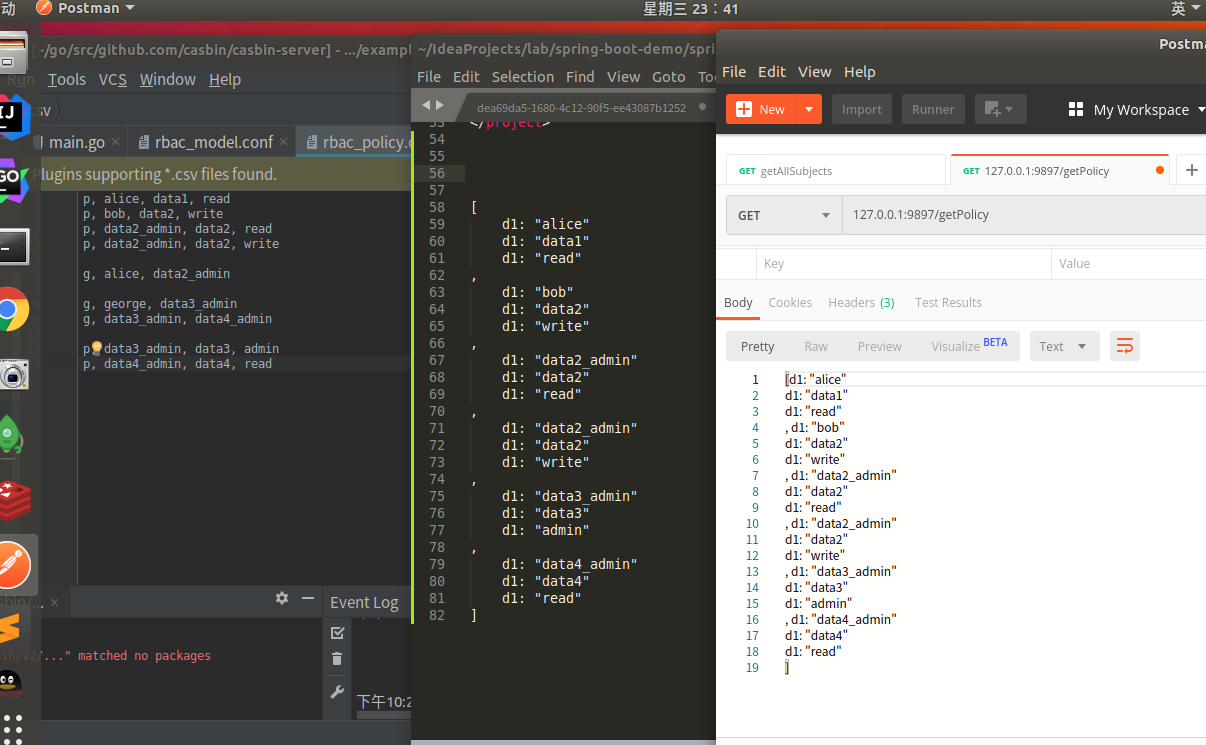 动 Postman 星期三 23：41 英
~/go/src/github.com/casbin/casbin-server] - .../exampl
Run Tools VCS Window Help
csv
main.go rbac_model.conf rbac_policy.c
lugins supporting *.csv files found.
p, alice, data1, read
p, bob, data2, write
p, data2_admin, data2, read
p, data2_admin, data2, write
g, alice, data2_admin
g, george, data3_admin
g, data3_admin, data4_admin
p, data3_admin, data3, admin
p, data4_admin, data4, read
Event Log
in/v2/..." matched no packages
下午10:2
~/IdeaProjects/lab/spring-boot-demo/spri
File Edit Selection Find View Goto Too
dea69da5-1680-4c12-90f5-ee43087b1252
53 </project>
54
55
56
57
58 [
59 d1: "alice"
60 d1: "data1"
61 d1: "read"
62 ,
63 d1: "bob"
64 d1: "data2"
65 d1: "write"
66 ,
67 d1: "data2_admin"
68 d1: "data2"
69 d1: "read"
70 ,
71 d1: "data2_admin"
72 d1: "data2"
73 d1: "write"
74 ,
75 d1: "data3_admin"
76 d1: "data3"
77 d1: "admin"
78 ,
79 d1: "data4_admin"
80 d1: "data4"
81 d1: "read"
82 ]
Postma
File Edit View Help
New Import Runner My Workspace
GET getAllSubjects GET 127.0.0.1:9897/getPolicy
GET 127.0.0.1:9897/getPolicy
Key Value
Body Cookies Headers (3) Test Results
Pretty Raw Preview Visualize BETA Text
1 [d1: "alice"
2 d1: "data1"
3 d1: "read"
4 , d1: "bob"
5 d1: "data2"
6 d1: "write"
7 , d1: "data2_admin"
8 d1: "data2"
9 d1: "read"
10 , d1: "data2_admin"
11 d1: "data2"
12 d1: "write"
13 , d1: "data3_admin"
14 d1: "data3"
15 d1: "admin"
16 , d1: "data4_admin"
17 d1: "data4"
18 d1: "read"
19 ]